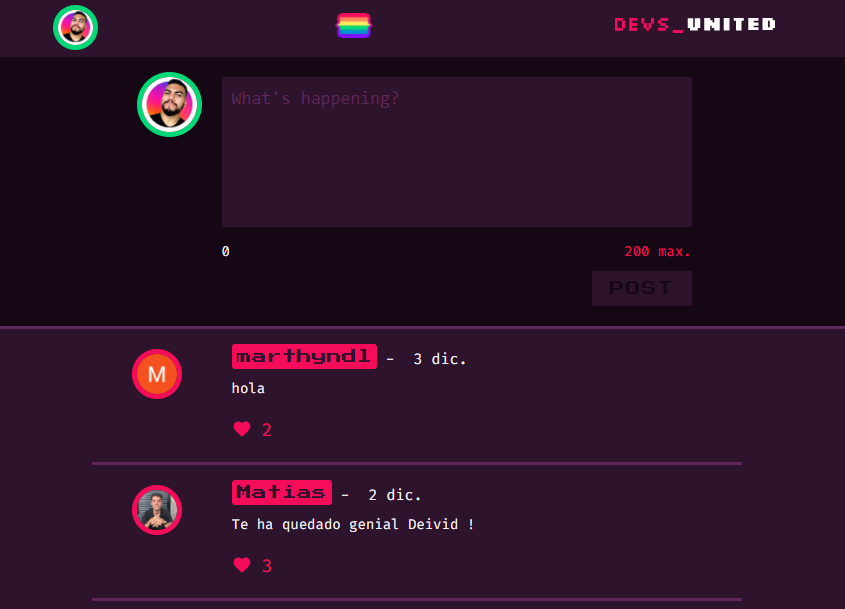 DEVS_UNITED
What's happening?
0
200 max.
POST
marthyndl - 3 dic.
M
hola
2
Matias - 2 dic.
Te ha quedado genial Deivid !
3